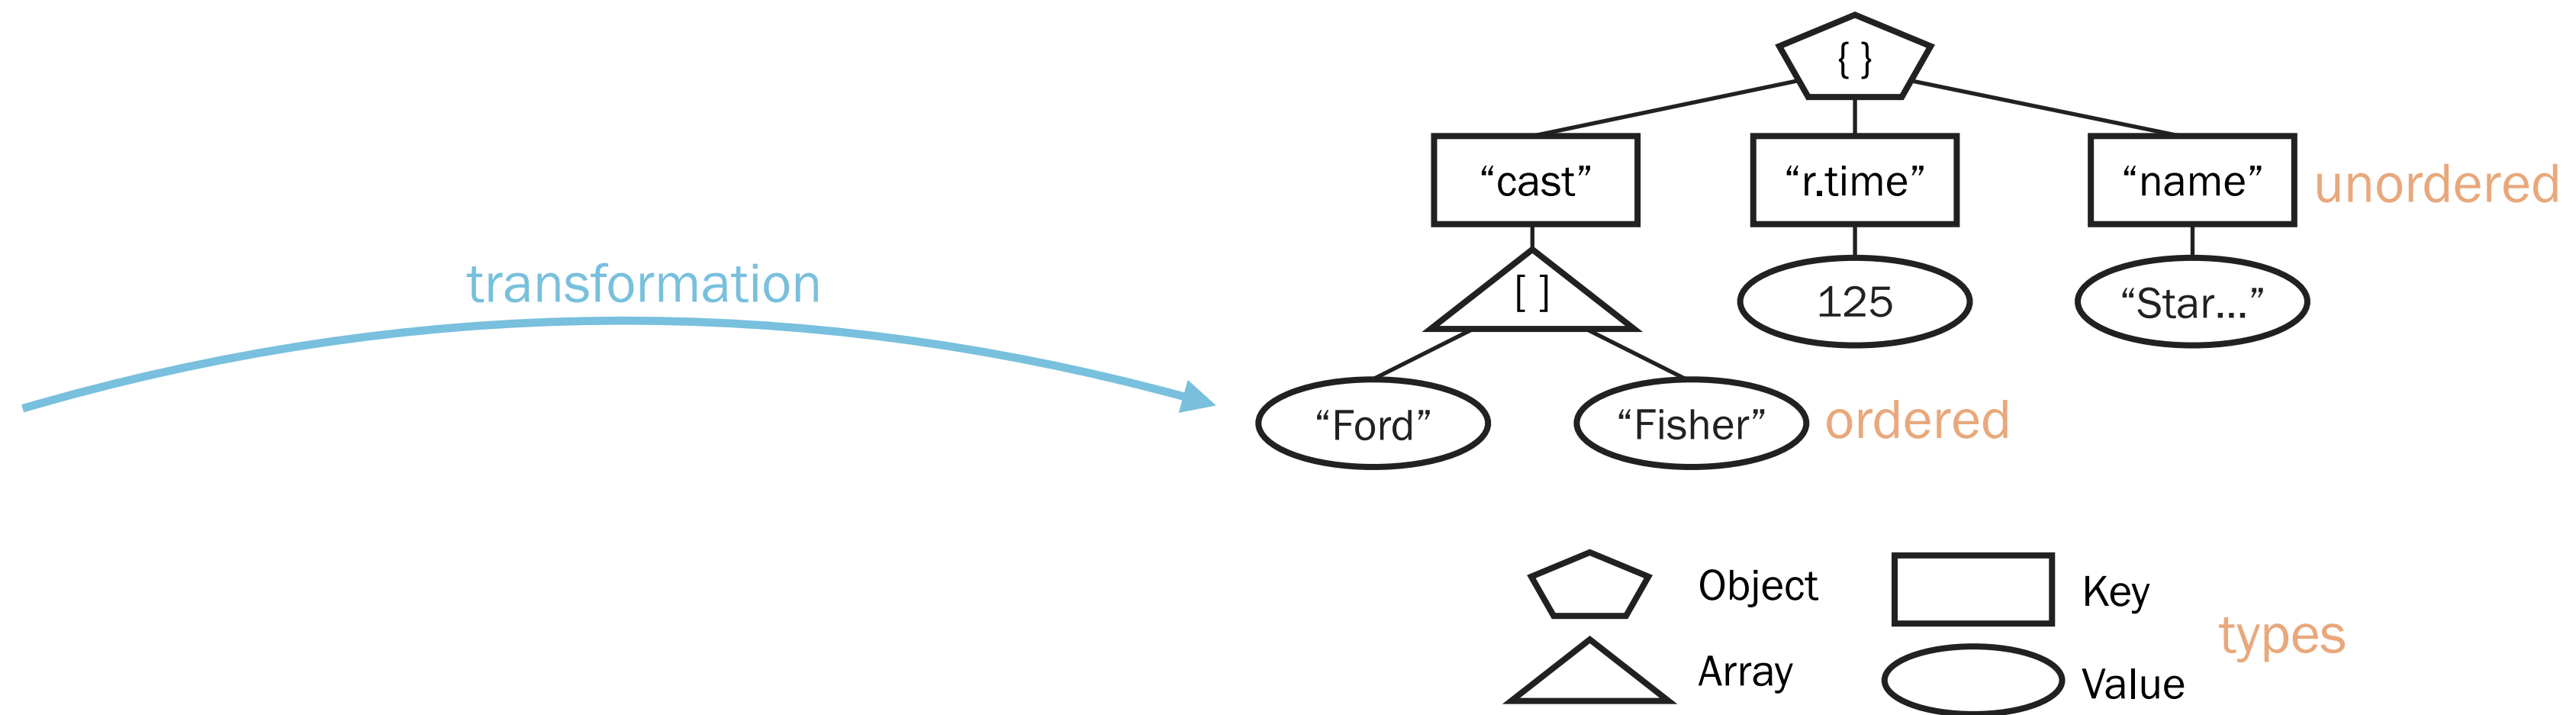 { }
“cast” “r.time” “name” unordered
transformation
[ ] 125 “Star...”
“Ford” “Fisher” ordered
Object Key
types
Array Value